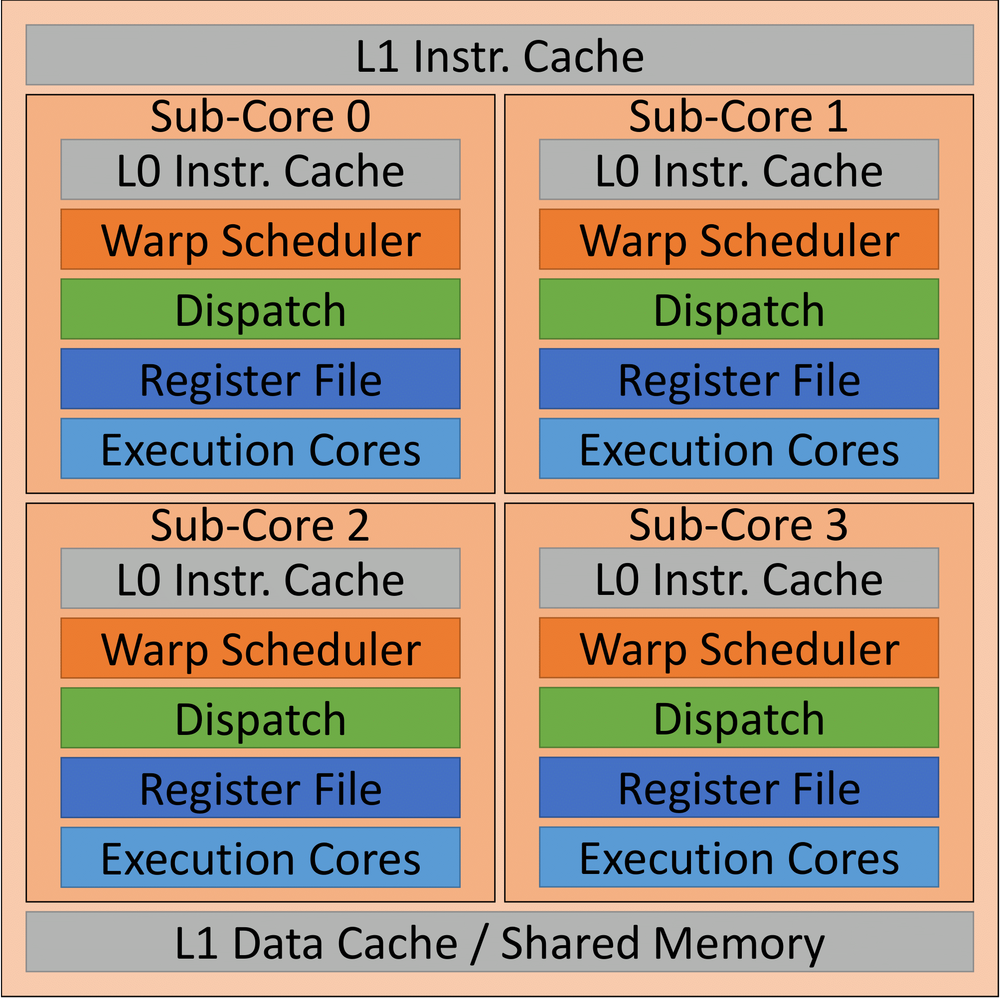 L1 Instr. Cache
Sub-Core 0
L0 Instr. Cache
Warp Scheduler
Dispatch
Register File
Execution Cores
Sub-Core 1
L0 Instr. Cache
Warp Scheduler
Dispatch
Register File
Execution Cores
Sub-Core 2
L0 Instr. Cache
Warp Scheduler
Dispatch
Register File
Execution Cores
Sub-Core 3
L0 Instr. Cache
Warp Scheduler
Dispatch
Register File
Execution Cores
L1 Data Cache / Shared Memory